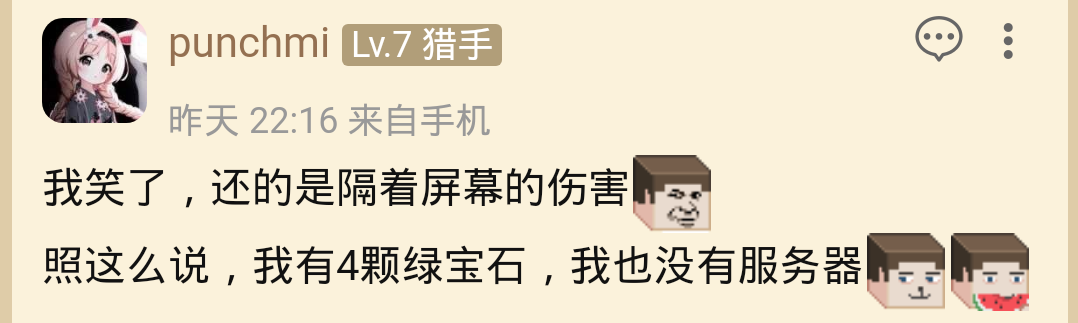 punchmi Lv.7 猎手
昨天 22:16 来自手机
我笑了，还的是隔着屏幕的伤害
照这么说，我有4颗绿宝石，我也没有服务器